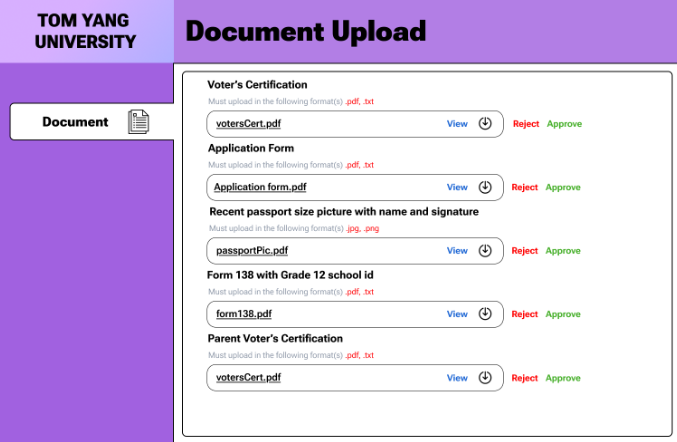 TOM YANG
UNIVERSITY
Document Upload
Document
Voter's Certification
Must upload in the following format(s) .pdf, .txt
votersCert.pdf View Reject Approve
Application Form
Must upload in the following format(s) .pdf, .txt
Application form.pdf View Reject Approve
Recent passport size picture with name and signature
Must upload in the following format(s) .jpg, .png
passportPic.pdf View Reject Approve
Form 138 with Grade 12 school id
Must upload in the following format(s) .pdf, .txt
form138.pdf View Reject Approve
Parent Voter's Certification
Must upload in the following format(s) .pdf, .txt
votersCert.pdf View Reject Approve